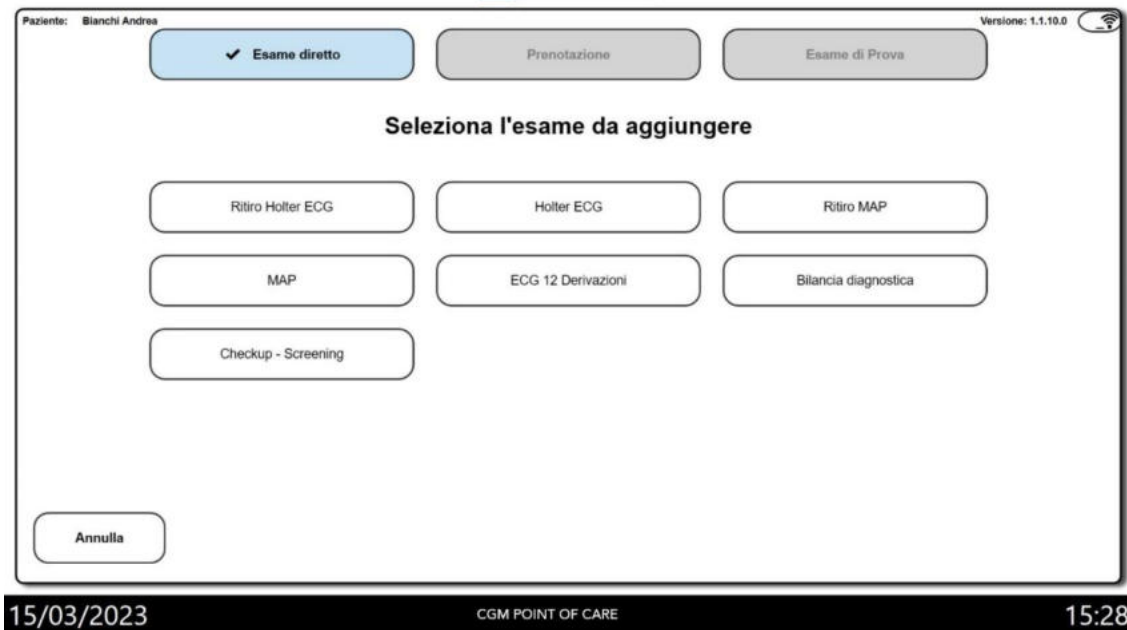 Paziente: Bianchi Andrea Versione: 1.1.10.0
Esame diretto Prenotazione Esame di Prova
Seleziona l'esame da aggiungere
Ritiro Holter ECG Holter ECG Ritiro MAP
MAP ECG 12 Derivazioni Bilancia diagnostica
Checkup - Screening
Annulla
15/03/2023 CGM POINT OF CARE 15:28